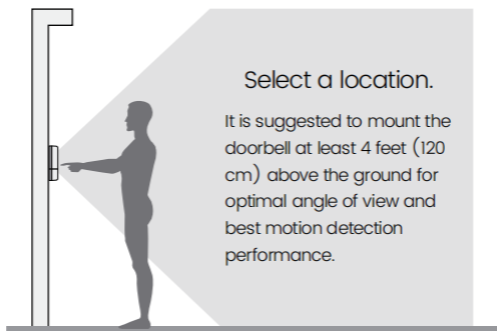 Select a location.
It is suggested to mount the
doorbell at least 4 feet (120
cm) above the ground for
optimal angle of view and
best motion detection
performance.